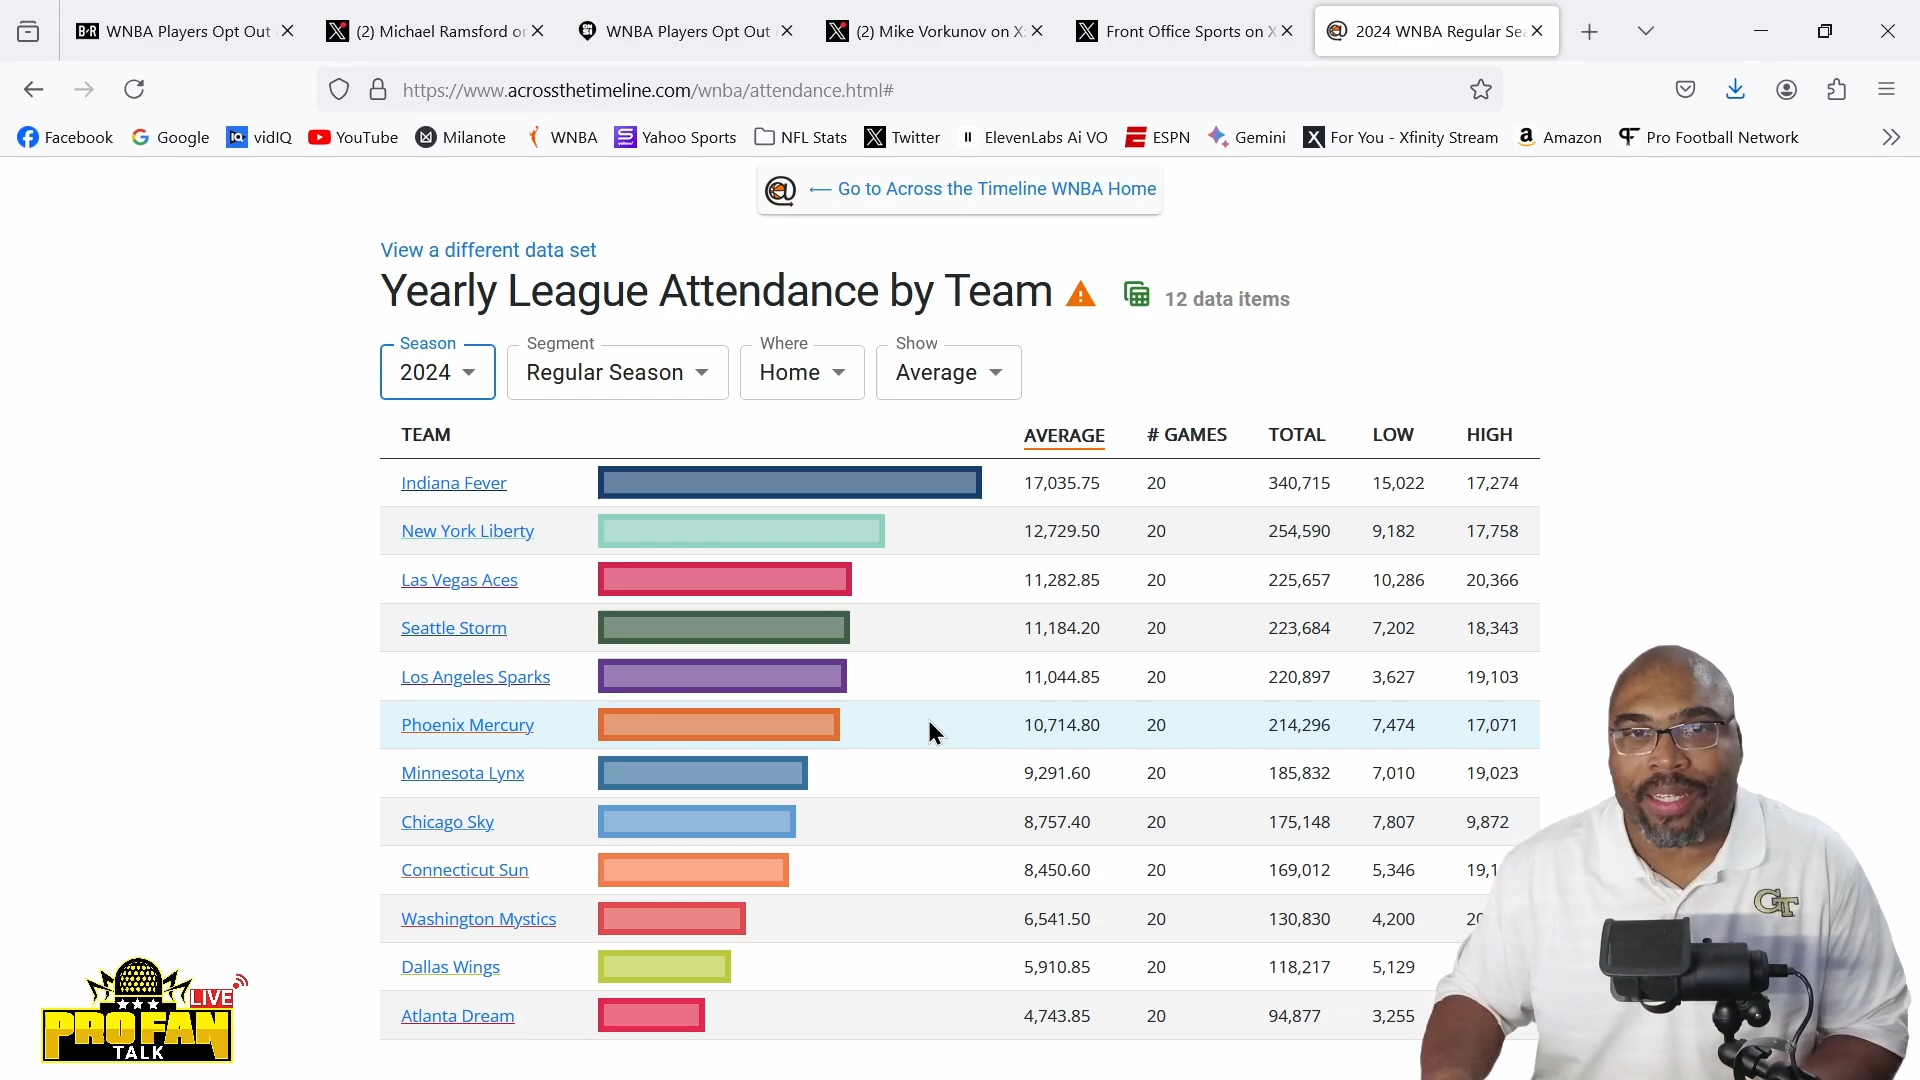 WNBA Players Opt Out
(2) Michael Ramsford or
WNBA Players Opt Out
(2) Mike Vorkunov on X:
Front Office Sports on X
2024 WNBA Regular Sea
https://www.acrossthetimeline.com/wnba/attendance.html#
Facebook Google vidIQ YouTube Milanote WNBA Yahoo Sports NFL Stats Twitter ElevenLabs Ai VO ESPN Gemini For You - Xfinity Stream Amazon Pro Football Network
⟵ Go to Across the Timeline WNBA Home
View a different data set
Yearly League Attendance by Team 12 data items
Season Segment Where Show
2024 Regular Season Home Average
TEAM AVERAGE # GAMES TOTAL LOW HIGH
Indiana Fever 17,035.75 20 340,715 15,022 17,274
New York Liberty 12,729.50 20 254,590 9,182 17,758
Las Vegas Aces 11,282.85 20 225,657 10,286 20,366
Seattle Storm 11,184.20 20 223,684 7,202 18,343
Los Angeles Sparks 11,044.85 20 220,897 3,627 19,103
Phoenix Mercury 10,714.80 20 214,296 7,474 17,071
Minnesota Lynx 9,291.60 20 185,832 7,010 19,023
Chicago Sky 8,757.40 20 175,148 7,807 9,872
Connecticut Sun 8,450.60 20 169,012 5,346
Washington Mystics 6,541.50 20 130,830 4,200
Dallas Wings 5,910.85 20 118,217 5,129
Atlanta Dream 4,743.85 20 94,877 3,255
GT
LIVE
PRO FAN
TALK